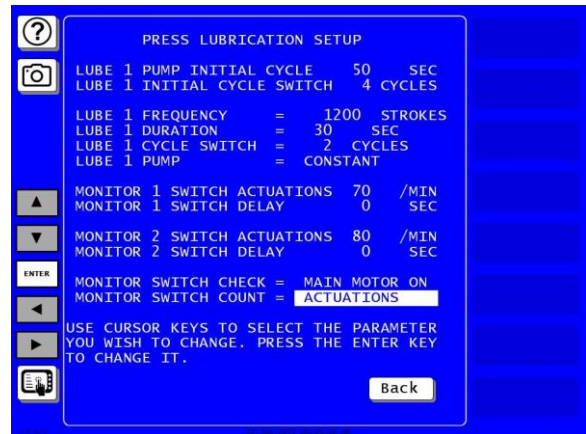 ?
PRESS LUBRICATION SETUP
LUBE 1 PUMP INITIAL CYCLE 50 SEC
LUBE 1 INITIAL CYCLE SWITCH 4 CYCLES
LUBE 1 FREQUENCY = 1200 STROKES
LUBE 1 DURATION = 30 SEC
LUBE 1 CYCLE SWITCH = 2 CYCLES
LUBE 1 PUMP = CONSTANT
MONITOR 1 SWITCH ACTUATIONS 70 /MIN
MONITOR 1 SWITCH DELAY 0 SEC
MONITOR 2 SWITCH ACTUATIONS 80 /MIN
MONITOR 2 SWITCH DELAY 0 SEC
ENTER
MONITOR SWITCH CHECK = MAIN MOTOR ON
MONITOR SWITCH COUNT = ACTUATIONS
USE CURSOR KEYS TO SELECT THE PARAMETER
YOU WISH TO CHANGE. PRESS THE ENTER KEY
TO CHANGE IT.
Back